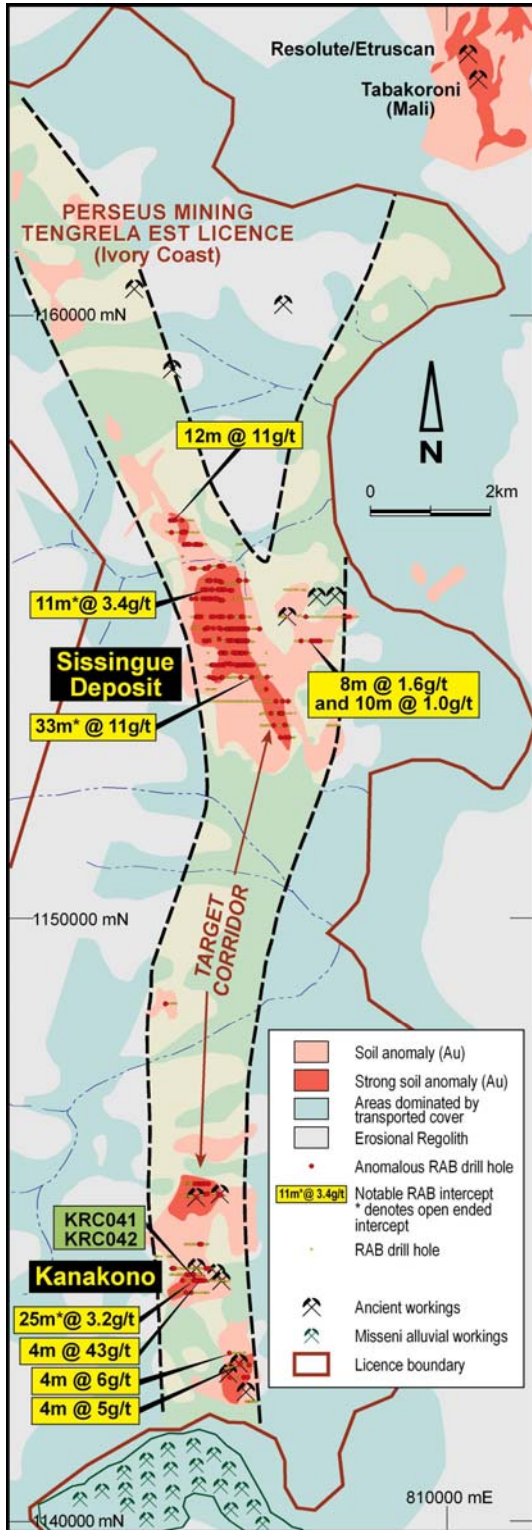 Resolute/Etruscan
Tabakoroni
(Mali)
PERSEUS MINING
TENGRELA EST LICENCE
(Ivory Coast)
1160000 mN
N
0 2km
12m @ 11g/t
11m*@ 3.4g/t
Sissingue
Deposit
33m* @ 11g/t
8m @ 1.6g/t
and 10m @ 1.0g/t
1150000 mN
TARGET
CORRIDOR
Soil anomaly (Au)
Strong soil anomaly (Au)
Areas dominated by
transported cover
Erosional Regolith
Anomalous RAB drill hole
11m*@ 3.4g/t
Notable RAB intercept
* denotes open ended
intercept
RAB drill hole
Ancient workings
Misseni alluvial workings
Licence boundary
KRC041
KRC042
Kanakono
25m*@ 3.2g/t
4m @ 43g/t
4m @ 6g/t
4m @ 5g/t
1140000 mN
810000 mE